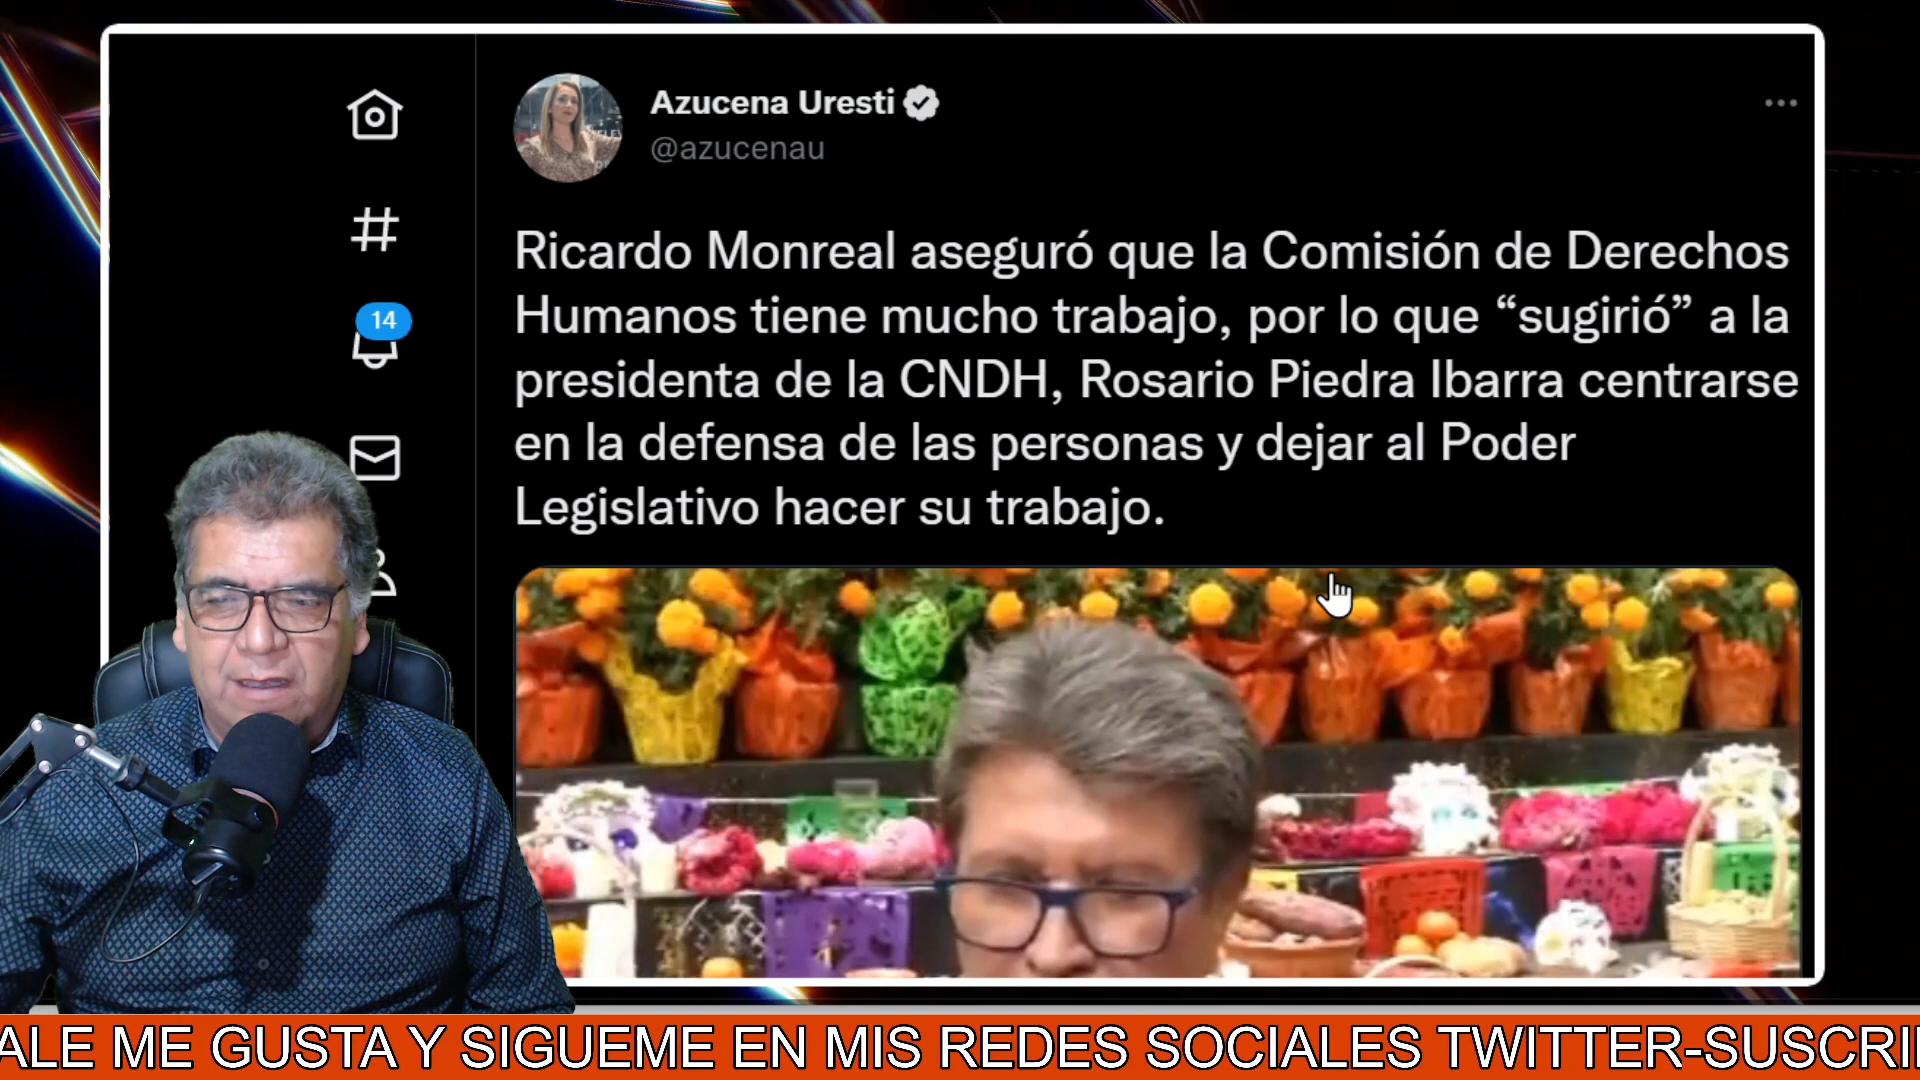 Azucena Uresti
@azucenau
14
Ricardo Monreal aseguró que la Comisión de Derechos
Humanos tiene mucho trabajo, por lo que “sugirió” a la
presidenta de la CNDH, Rosario Piedra Ibarra centrarse
en la defensa de las personas y dejar al Poder
Legislativo hacer su trabajo.
ALE ME GUSTA Y SIGUEME EN MIS REDES SOCIALES TWITTER-SUSCRI